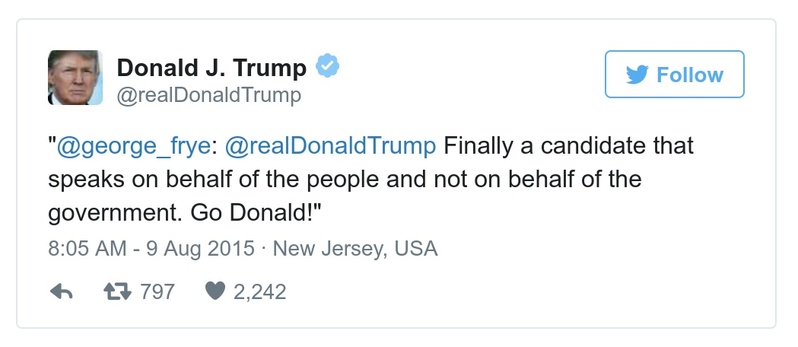 Donald J. Trump
@realDonaldTrump
Follow
"@george_frye: @realDonaldTrump Finally a candidate that
speaks on behalf of the people and not on behalf of the
government. Go Donald!"
8:05 AM - 9 Aug 2015 · New Jersey, USA
797 2,242